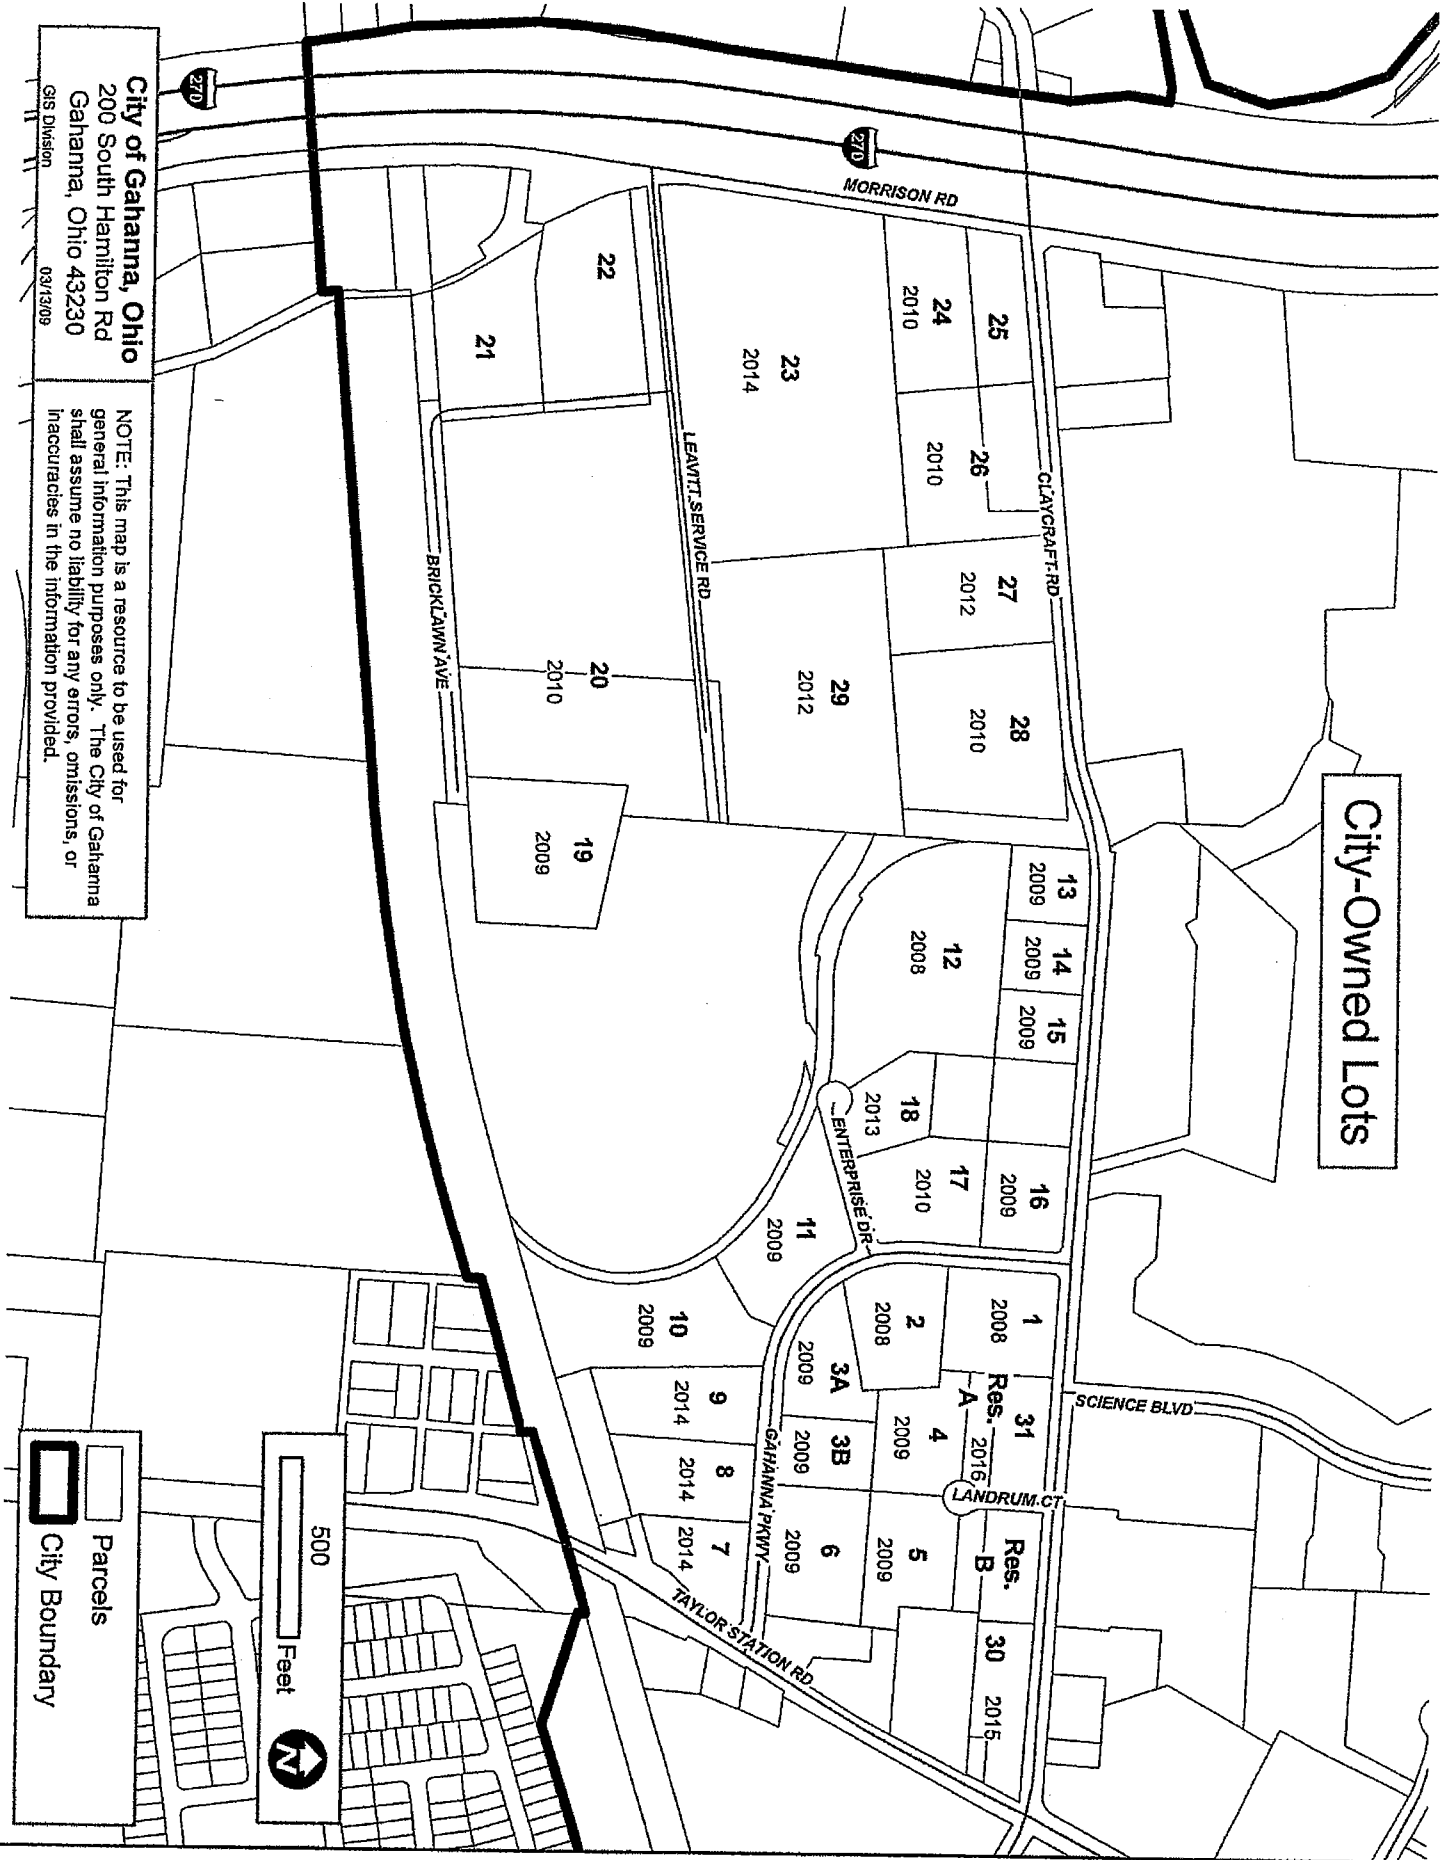 City-Owned Lots
270
270
MORRISON RD
CLAYCRAFT RD
SCIENCE BLVD
LANDRUM CT
25
24
2010
26
2010
27
2012
28
2010
23
2014
29
2012
LEAVITT SERVICE RD
22
21
20
2010
19
2009
BRICKLAWN AVE
13
2009
14
2009
15
2009
16
2009
12
2008
18
2013
17
2010
ENTERPRISE DR
11
2009
10
2009
1
2008
2
2008
31
Res.
A
2016
Res.
B
30
2015
3A
2009
3B
2009
4
2009
5
2009
6
2009
GAHANNA PKWY
9
2014
8
2014
7
2014
TAYLOR STATION RD
City of Gahanna, Ohio
200 South Hamilton Rd
Gahanna, Ohio 43230
GIS Division 03/13/09
NOTE: This map is a resource to be used for
general information purposes only. The City of Gahanna
shall assume no liability for any errors, omissions, or
inaccuracies in the information provided.
500
Feet
N
Parcels
City Boundary